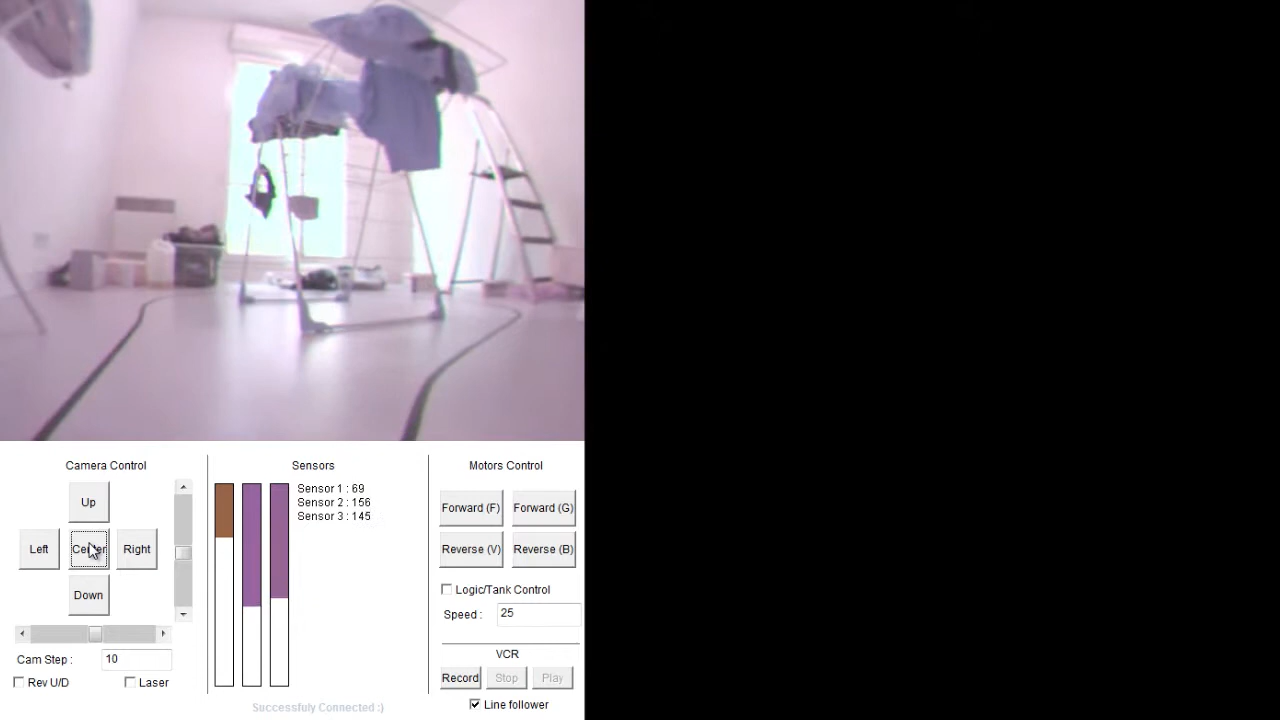 Camera Control
Up
Left
Center
Right
Down
Cam Step :
10
Rev U/D
Laser
Sensors
Sensor 1 : 69
Sensor 2 : 156
Sensor 3 : 145
Successfuly Connected :)
Motors Control
Forward (F)
Forward (G)
Reverse (V)
Reverse (B)
Logic/Tank Control
Speed :
25
VCR
Record
Stop
Play
Line follower